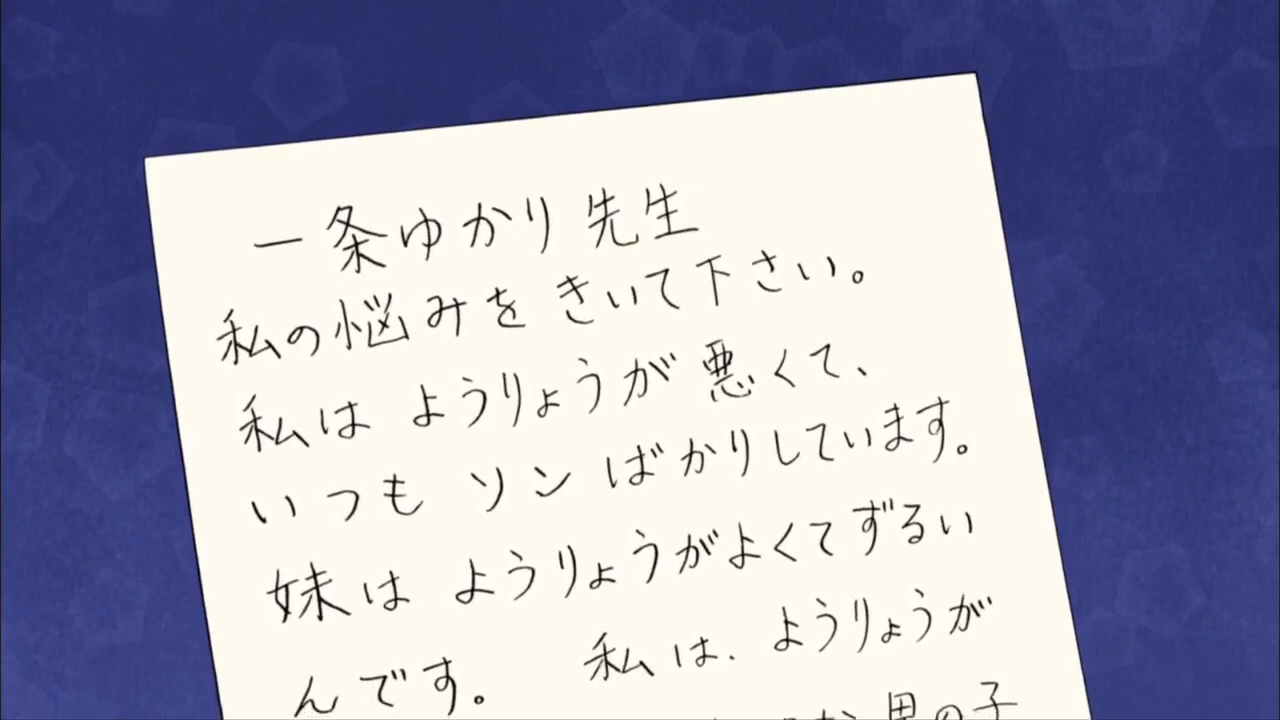 一条ゆかり先生
私の悩みをきいて下さい。
私はようりょうが悪くて、
いつもソンばかりしています。
妹はようりょうがよくてずるい
んです。 私は、ようりょうが
男の子